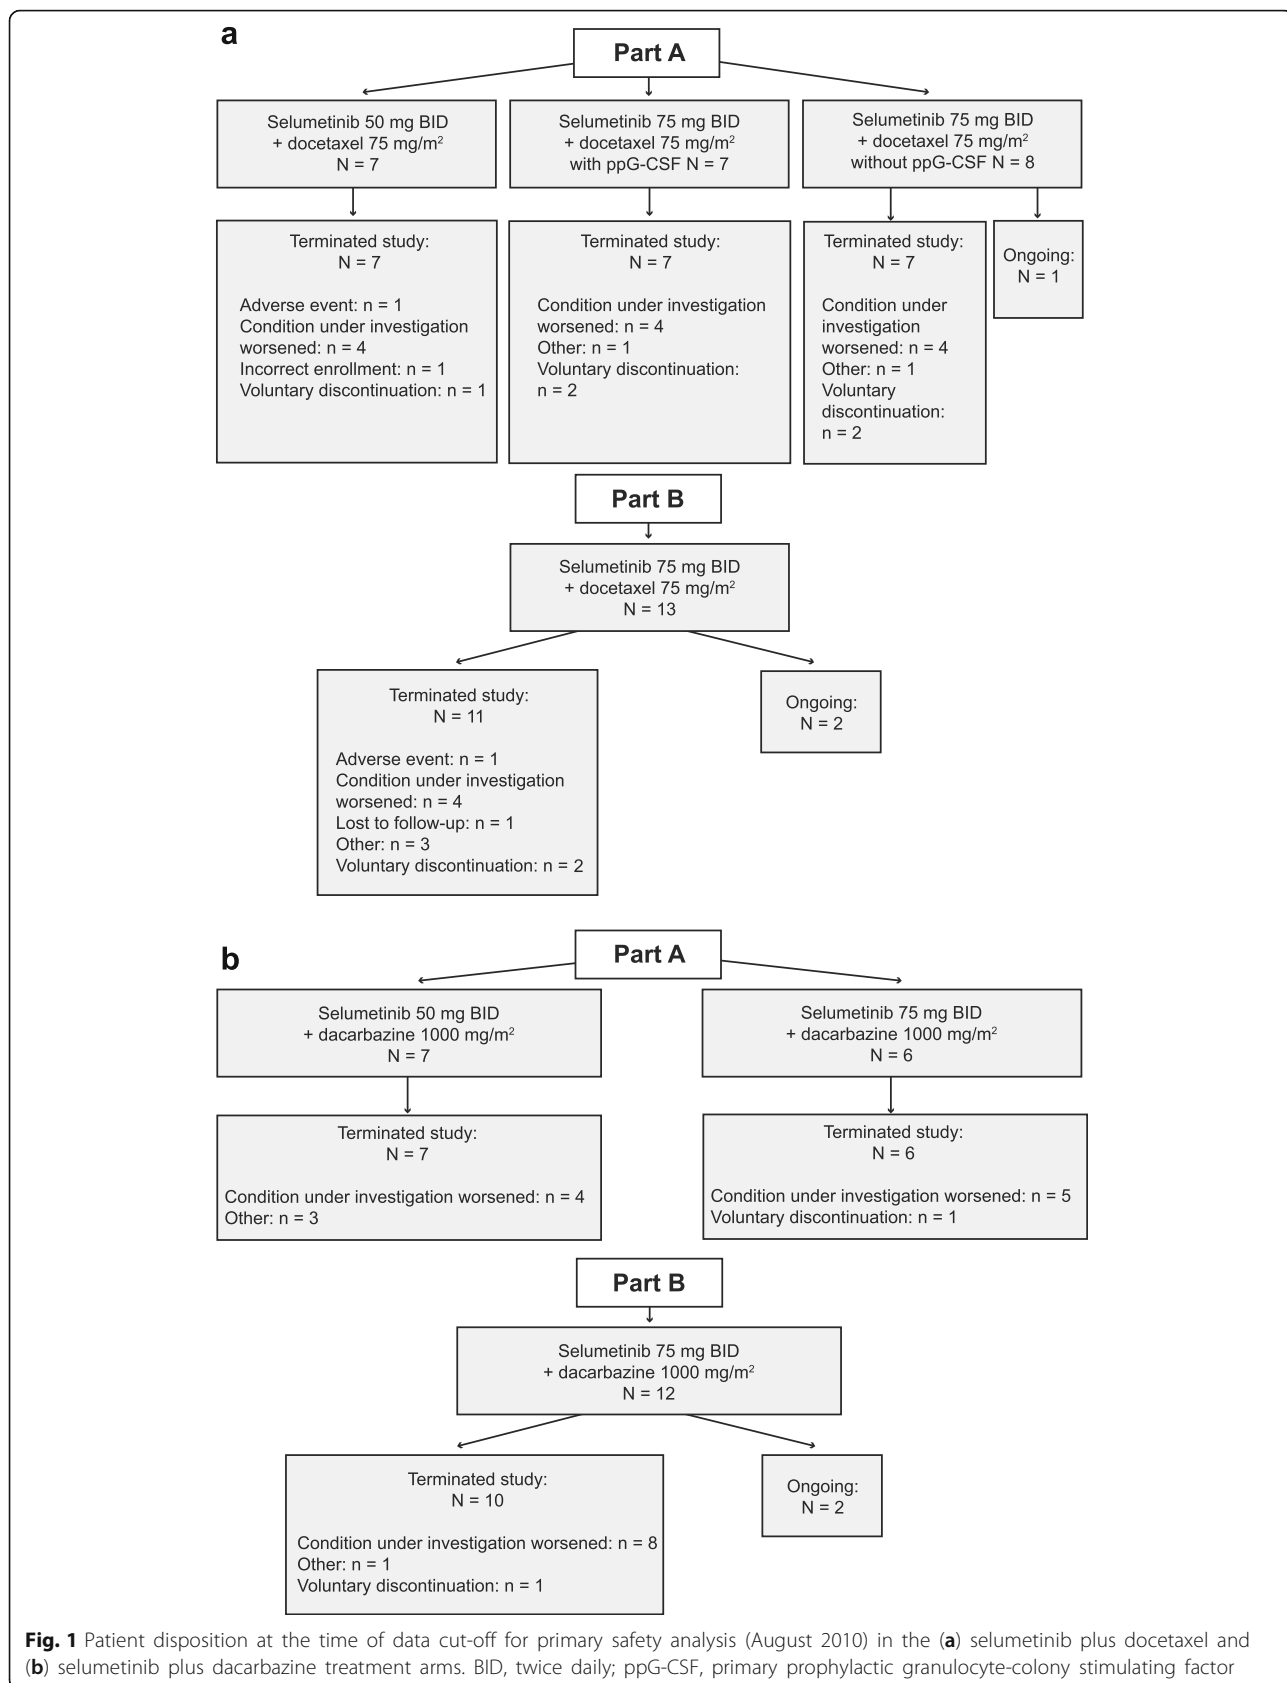 a
Part A
Selumetinib 50 mg BID
+ docetaxel 75 mg/m²
N = 7
Selumetinib 75 mg BID
+ docetaxel 75 mg/m²
with ppG-CSF N = 7
Selumetinib 75 mg BID
+ docetaxel 75 mg/m²
without ppG-CSF N = 8
Terminated study:
N = 7
Adverse event: n = 1
Condition under investigation
worsened: n = 4
Incorrect enrollment: n = 1
Voluntary discontinuation: n = 1
Terminated study:
N = 7
Condition under investigation
worsened: n = 4
Other: n = 1
Voluntary discontinuation:
n = 2
Terminated study:
N = 7
Condition under
investigation
worsened: n = 4
Other: n = 1
Voluntary
discontinuation:
n = 2
Ongoing:
N = 1
Part B
Selumetinib 75 mg BID
+ docetaxel 75 mg/m²
N = 13
Terminated study:
N = 11
Adverse event: n = 1
Condition under investigation
worsened: n = 4
Lost to follow-up: n = 1
Other: n = 3
Voluntary discontinuation: n = 2
Ongoing:
N = 2
b
Part A
Selumetinib 50 mg BID
+ dacarbazine 1000 mg/m²
N = 7
Selumetinib 75 mg BID
+ dacarbazine 1000 mg/m²
N = 6
Terminated study:
N = 7
Condition under investigation worsened: n = 4
Other: n = 3
Terminated study:
N = 6
Condition under investigation worsened: n = 5
Voluntary discontinuation: n = 1
Part B
Selumetinib 75 mg BID
+ dacarbazine 1000 mg/m²
N = 12
Terminated study:
N = 10
Condition under investigation worsened: n = 8
Other: n = 1
Voluntary discontinuation: n = 1
Ongoing:
N = 2
Fig. 1 Patient disposition at the time of data cut-off for primary safety analysis (August 2010) in the (a) selumetinib plus docetaxel and
(b) selumetinib plus dacarbazine treatment arms. BID, twice daily; ppG-CSF, primary prophylactic granulocyte-colony stimulating factor